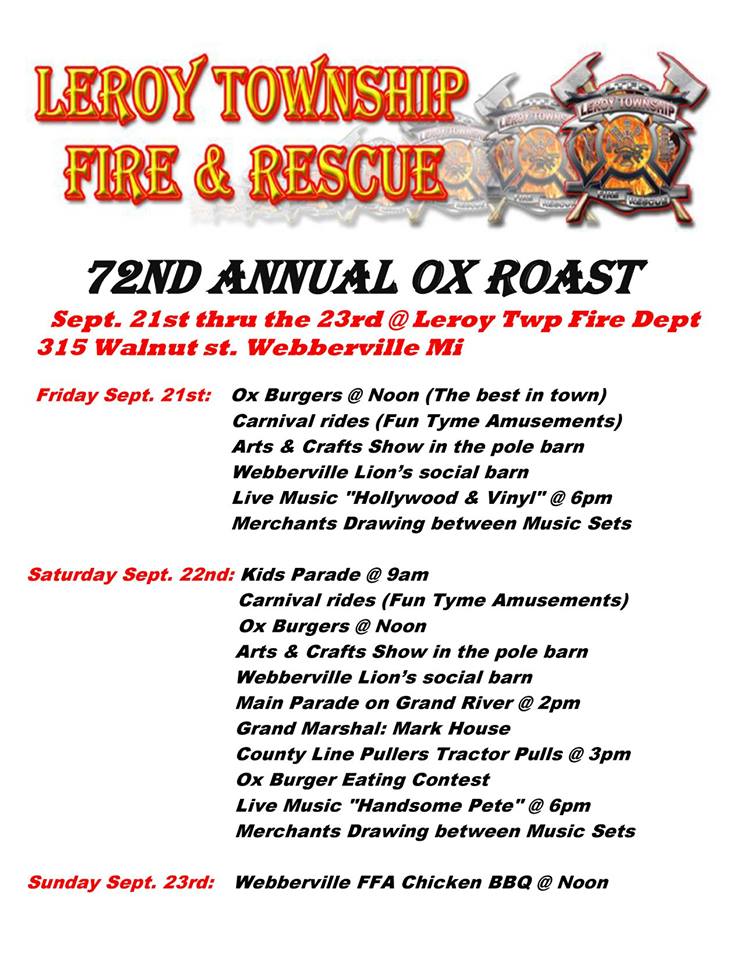 LEROY TOWNSHIP
FIRE & RESCUE
LEROY TOWNSHIP
FIRE RESCUE
72ND ANNUAL OX ROAST
Sept. 21st thru the 23rd @ Leroy Twp Fire Dept
315 Walnut st. Webberville Mi
Friday Sept. 21st: Ox Burgers @ Noon (The best in town)
Carnival rides (Fun Tyme Amusements)
Arts & Crafts Show in the pole barn
Webberville Lion’s social barn
Live Music "Hollywood & Vinyl" @ 6pm
Merchants Drawing between Music Sets
Saturday Sept. 22nd: Kids Parade @ 9am
Carnival rides (Fun Tyme Amusements)
Ox Burgers @ Noon
Arts & Crafts Show in the pole barn
Webberville Lion’s social barn
Main Parade on Grand River @ 2pm
Grand Marshal: Mark House
County Line Pullers Tractor Pulls @ 3pm
Ox Burger Eating Contest
Live Music "Handsome Pete" @ 6pm
Merchants Drawing between Music Sets
Sunday Sept. 23rd: Webberville FFA Chicken BBQ @ Noon